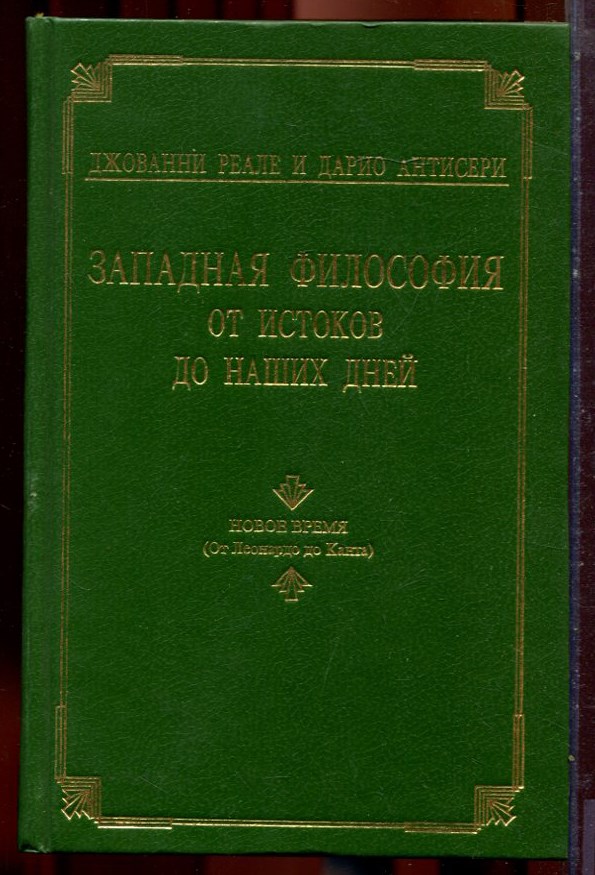 ДЖОВАННИ РЕАЛЕ И ДАРИО АНТИСЕРИ
ЗАПАДНАЯ ФИЛОСОФИЯ
ОТ ИСТОКОВ
ДО НАШИХ ДНЕЙ
НОВОЕ ВРЕМЯ
(От Леонардо до Канта)